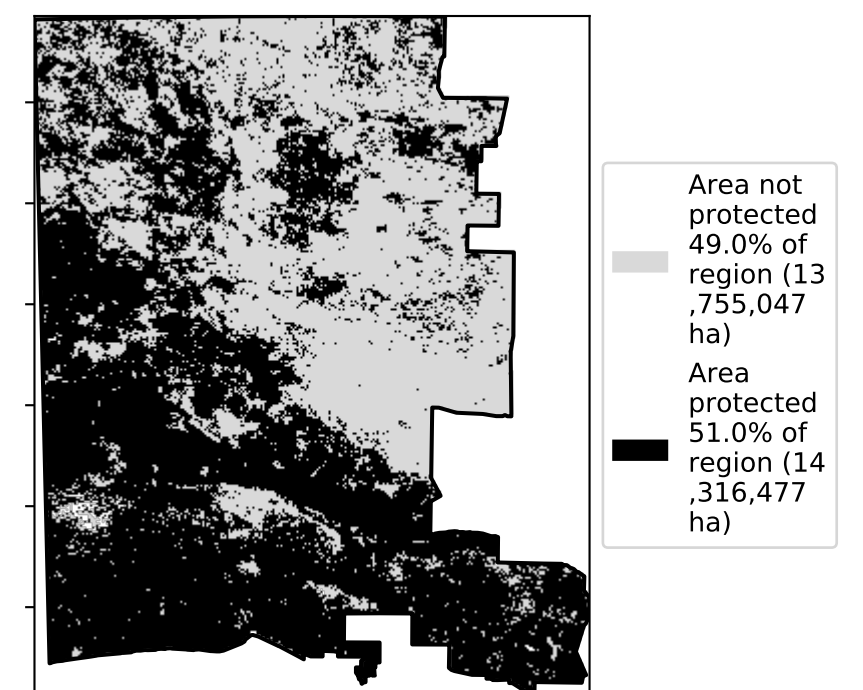 Area not
protected
49.0% of
region (13
,755,047
ha)
Area
protected
51.0% of
region (14
,316,477
ha)